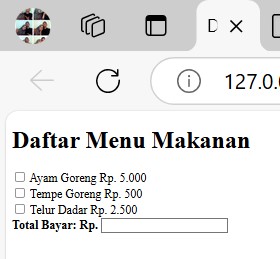 D
127.0.
Daftar Menu Makanan
Ayam Goreng Rp. 5.000
Tempe Goreng Rp. 500
Telur Dadar Rp. 2.500
Total Bayar: Rp.